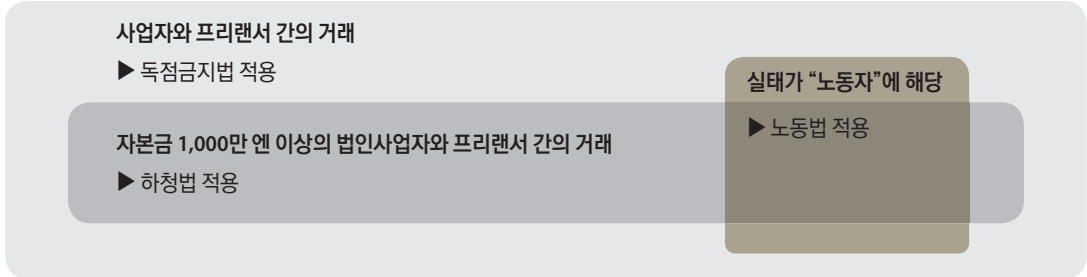 사업자와 프리랜서 간의 거래
▶ 독점금지법 적용
실태가 “노동자”에 해당
▶ 노동법 적용
자본금 1,000만 엔 이상의 법인사업자와 프리랜서 간의 거래
▶ 하청법 적용